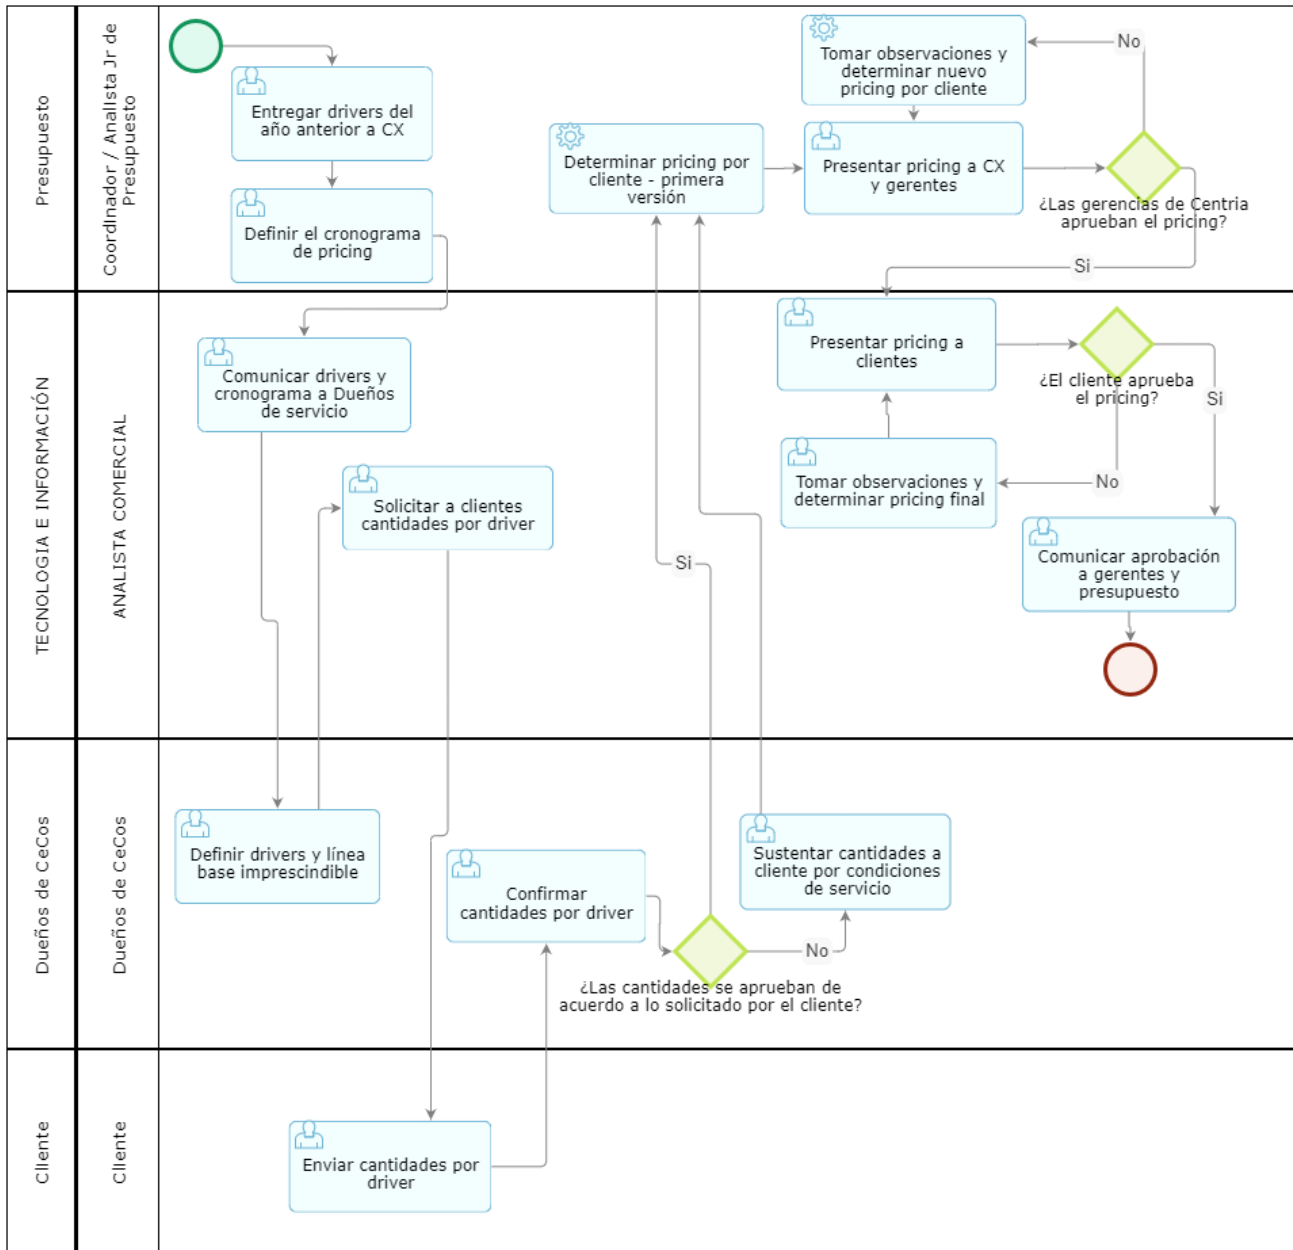 Presupuesto
Coordinador / Analista Jr de
Presupuesto
Entregar drivers del
año anterior a CX
Definir el cronograma
de pricing
Determinar pricing por
cliente - primera
versión
Tomar observaciones y
determinar nuevo
pricing por cliente
Presentar pricing a CX
y gerentes
No
¿Las gerencias de Centria
aprueban el pricing?
Si
TECNOLOGIA E INFORMACIÓN
ANALISTA COMERCIAL
Comunicar drivers y
cronograma a Dueños
de servicio
Solicitar a clientes
cantidades por driver
Presentar pricing a
clientes
¿El cliente aprueba
el pricing?
Si
No
Tomar observaciones y
determinar pricing final
Comunicar aprobación
a gerentes y
presupuesto
Si
Dueños de CeCos
Dueños de CeCos
Definir drivers y línea
base imprescindible
Confirmar
cantidades por driver
Sustentar cantidades a
cliente por condiciones
de servicio
No
¿Las cantidades se aprueban de
acuerdo a lo solicitado por el cliente?
Cliente
Cliente
Enviar cantidades por
driver